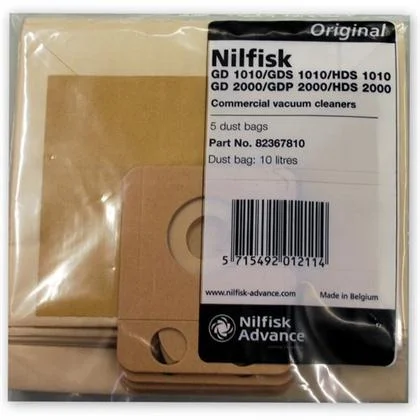 Original
Nilfisk
GD 1010/GDS 1010/HDS 1010
GD 2000/GDP 2000/HDS 2000
Commercial vacuum cleaners
5 dust bags
Part No. 82367810
Dust bag: 10 litres
5 715492 012114
www.nilfisk-advance.com Made in Belgium
Nilfisk
Advance